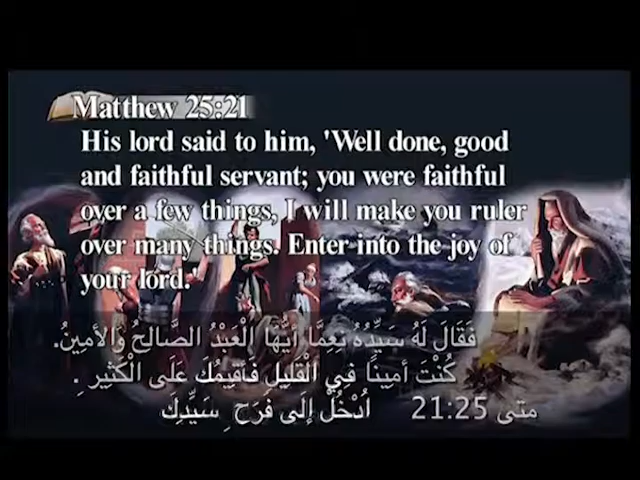 Matthew 25:21
His lord said to him, 'Well done, good
and faithful servant; you were faithful
over a few things, I will make you ruler
over many things. Enter into the joy of
your lord.
فَقَالَ لَهُ سَيِّدُهُ نِعِمَّا أَيُّهَا الْعَبْدُ الصَّالِحُ وَالأَمِينُ.
كُنْتَ أَمِينًا فِي الْقَلِيلِ فَأُقِيمُكَ عَلَى الْكَثِيرِ .
اُدْخُلْ إِلَى فَرَحِ سَيِّدِكَ
متى 21:25